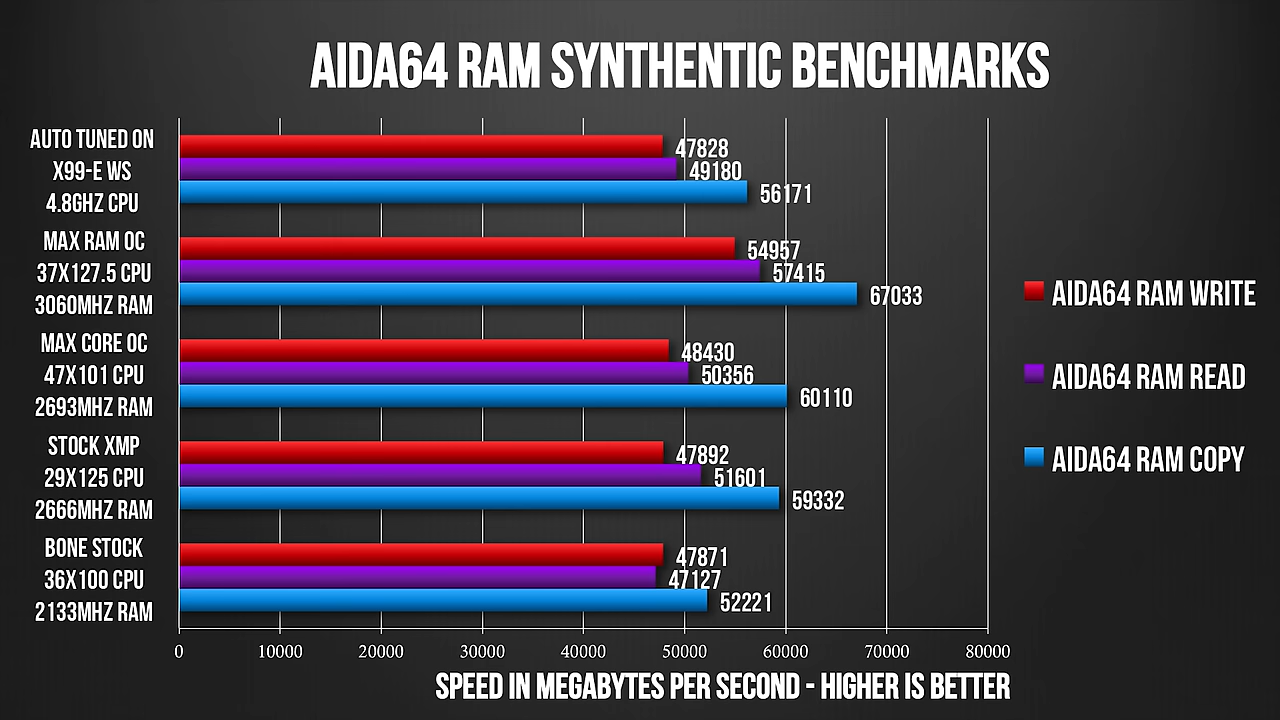 AIDA64 RAM SYNTHENTIC BENCHMARKS
AUTO TUNED ON
X99-E WS
4.8GHZ CPU
47828
49180
56171
MAX RAM OC
37X127.5 CPU
3060MHZ RAM
54957
57415
67033
MAX CORE OC
47X101 CPU
2693MHZ RAM
48430
50356
60110
STOCK XMP
29X125 CPU
2666MHZ RAM
47892
51601
59332
BONE STOCK
36X100 CPU
2133MHZ RAM
47871
47127
52221
0 10000 20000 30000 40000 50000 60000 70000 80000
SPEED IN MEGABYTES PER SECOND - HIGHER IS BETTER
AIDA64 RAM WRITE
AIDA64 RAM READ
AIDA64 RAM COPY